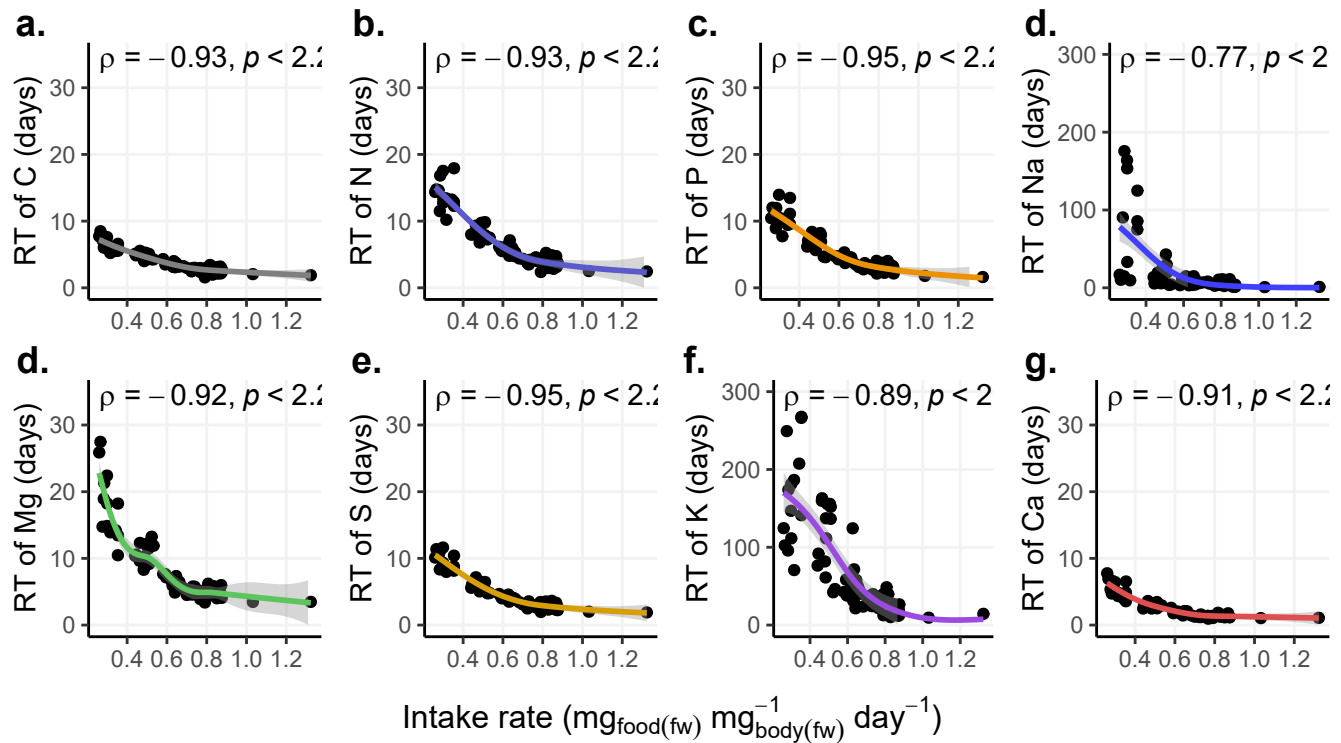 a. b. c. d.
ρ = − 0.93, p < 2.2
ρ = − 0.93, p < 2.2
ρ = − 0.95, p < 2.2
ρ = − 0.77, p < 2
RT of C (days)
30
20
10
0
0.4 0.6 0.8 1.0 1.2
RT of N (days)
30
20
10
0
0.4 0.6 0.8 1.0 1.2
RT of P (days)
30
20
10
0
0.4 0.6 0.8 1.0 1.2
RT of Na (days)
300
200
100
0
0.4 0.6 0.8 1.0 1.2
d. e. f. g.
ρ = − 0.92, p < 2.2
ρ = − 0.95, p < 2.2
ρ = − 0.89, p < 2
ρ = − 0.91, p < 2.2
RT of Mg (days)
30
20
10
0
0.4 0.6 0.8 1.0 1.2
RT of S (days)
30
20
10
0
0.4 0.6 0.8 1.0 1.2
RT of K (days)
300
200
100
0
0.4 0.6 0.8 1.0 1.2
RT of Ca (days)
30
20
10
0
0.4 0.6 0.8 1.0 1.2
Intake rate (mg food(fw) mg −1 body(fw) day −1)